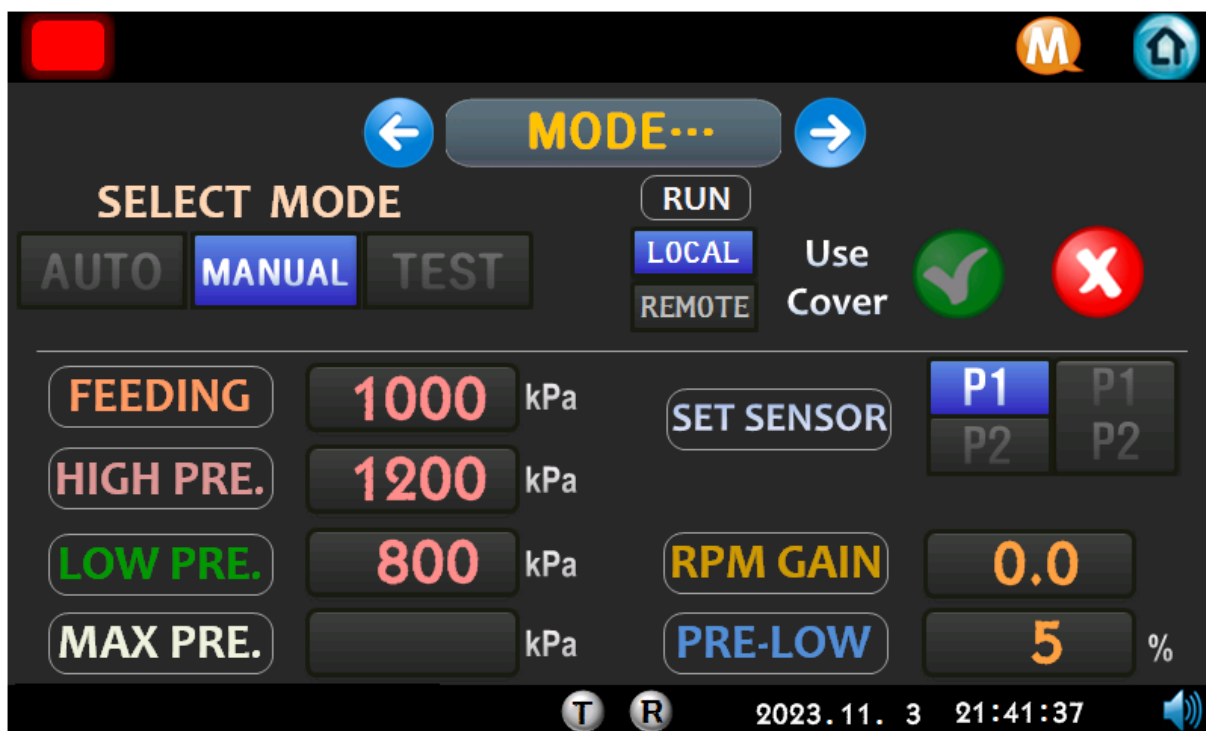 M
MODE···
SELECT MODE
RUN
AUTO MANUAL TEST
LOCAL
REMOTE
Use
Cover
FEEDING 1000 kPa
HIGH PRE. 1200 kPa
LOW PRE. 800 kPa
MAX PRE. kPa
SET SENSOR
P1 P1
P2 P2
RPM GAIN 0.0
PRE-LOW 5 %
T R 2023.11. 3 21:41:37